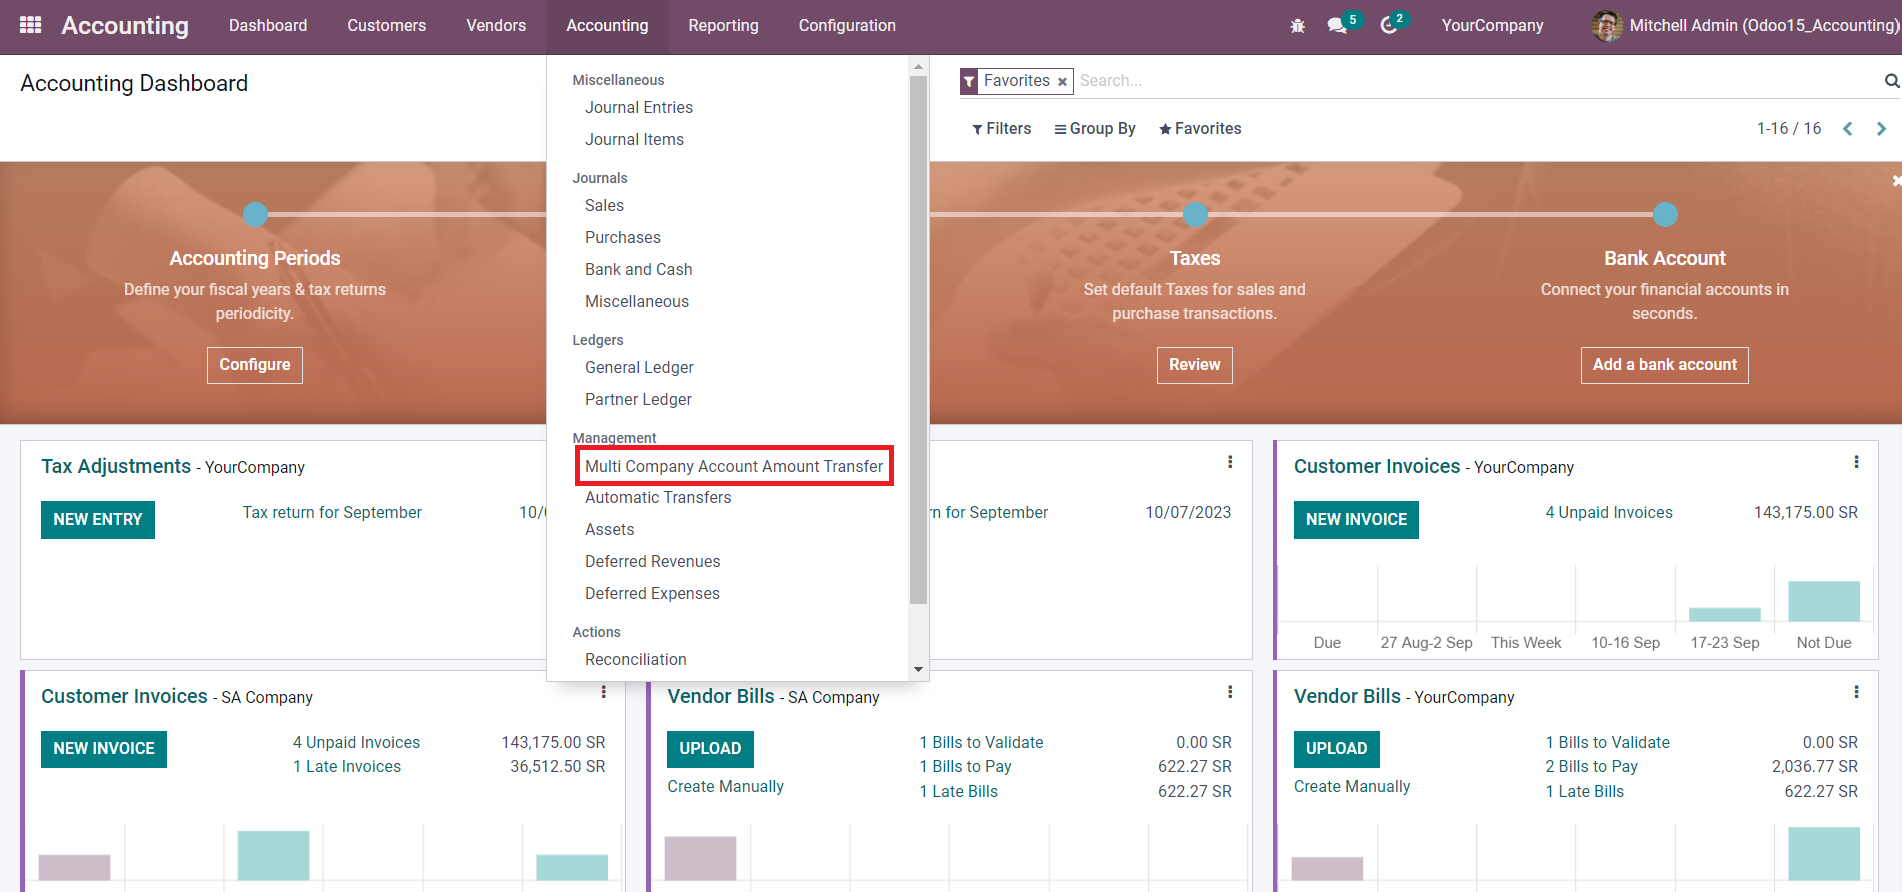 Accounting Dashboard Customers Vendors Accounting Reporting Configuration 5 2 YourCompany Mitchell Admin (Odoo15_Accounting)
Accounting Dashboard
Favorites × Search...
Filters Group By Favorites 1-16 / 16
Miscellaneous
Journal Entries
Journal Items
Journals
Sales
Purchases
Bank and Cash
Miscellaneous
Ledgers
General Ledger
Partner Ledger
Management
Multi Company Account Amount Transfer
Automatic Transfers
Assets
Deferred Revenues
Deferred Expenses
Actions
Reconciliation
Accounting Periods
Define your fiscal years & tax returns
periodicity.
Configure
Taxes
Set default Taxes for sales and
purchase transactions.
Review
Bank Account
Connect your financial accounts in
seconds.
Add a bank account
Tax Adjustments - YourCompany
NEW ENTRY Tax return for September 10/0
n for September 10/07/2023
Customer Invoices - YourCompany
NEW INVOICE 4 Unpaid Invoices 143,175.00 SR
Due 27 Aug-2 Sep This Week 10-16 Sep 17-23 Sep Not Due
Customer Invoices - SA Company
NEW INVOICE 4 Unpaid Invoices 143,175.00 SR
1 Late Invoices 36,512.50 SR
Vendor Bills - SA Company
UPLOAD 1 Bills to Validate 0.00 SR
1 Bills to Pay 622.27 SR
Create Manually 1 Late Bills 622.27 SR
Vendor Bills - YourCompany
UPLOAD 1 Bills to Validate 0.00 SR
2 Bills to Pay 2,036.77 SR
Create Manually 1 Late Bills 622.27 SR